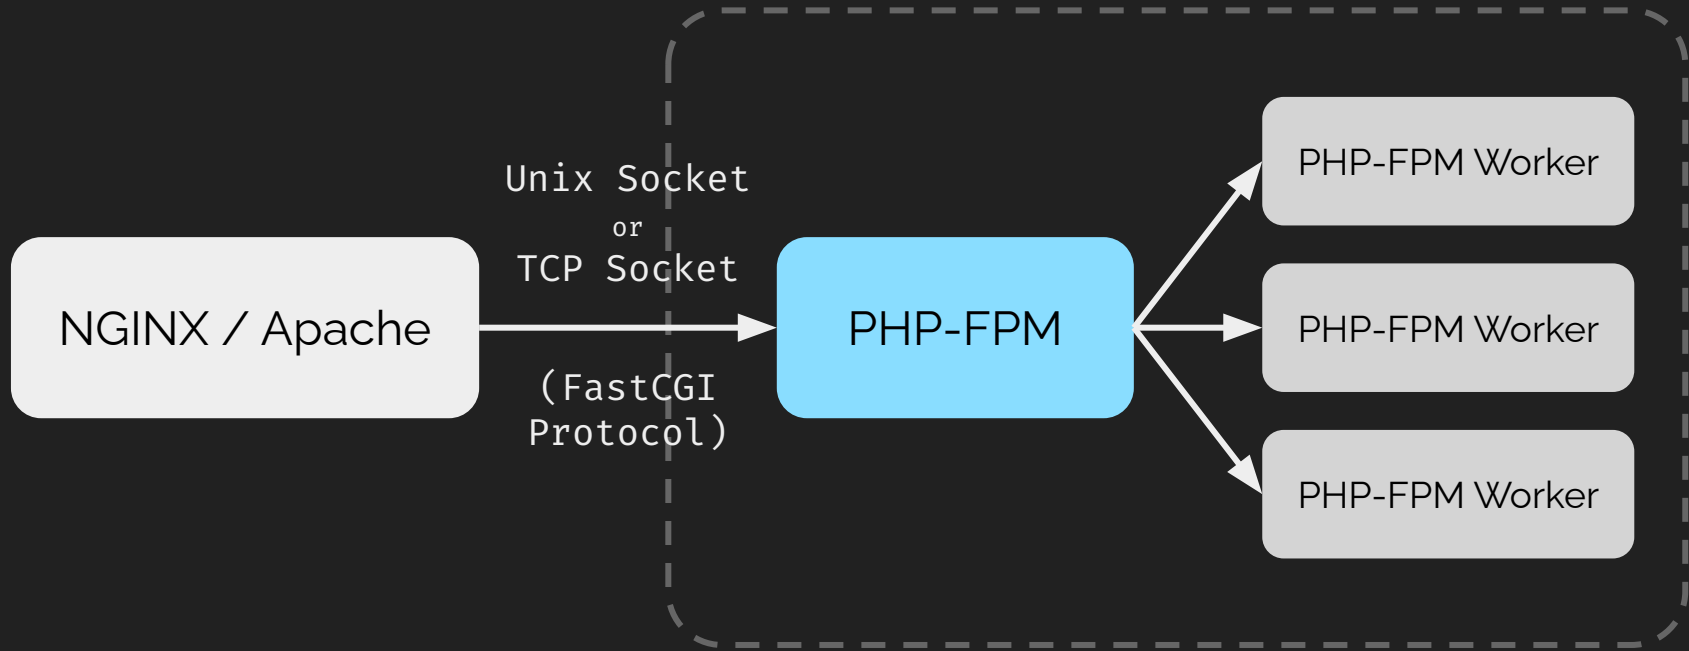 Unix Socket
or
TCP Socket
NGINX / Apache
(FastCGI
Protocol)
PHP-FPM
PHP-FPM Worker
PHP-FPM Worker
PHP-FPM Worker